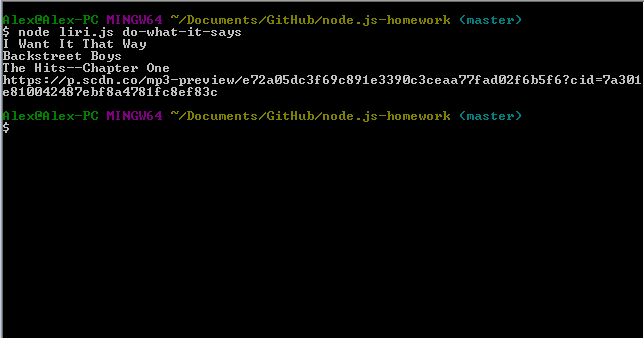 Alex@Alex-PC MINGW64 ~/Documents/GitHub/node.js-homework (master)
$ node liri.js do-what-it-says
I Want It That Way
Backstreet Boys
The Hits--Chapter One
https://p.scdn.co/mp3-preview/e72a05dc3f69c891e3390c3ceaa77fad02f6b5f6?cid=7a301
e810042487ebf8a4781fc8ef83c
Alex@Alex-PC MINGW64 ~/Documents/GitHub/node.js-homework (master)
$